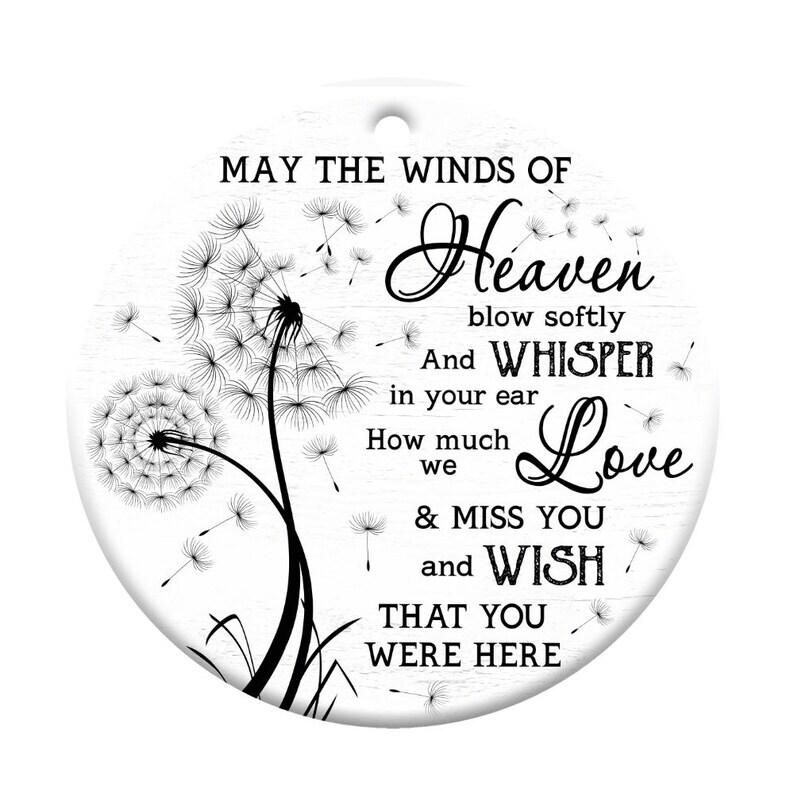 MAY THE WINDS OF
Heaven
blow softly
And WHISPER
in your ear
How much
we Love
& MISS YOU
and WISH
THAT YOU
WERE HERE